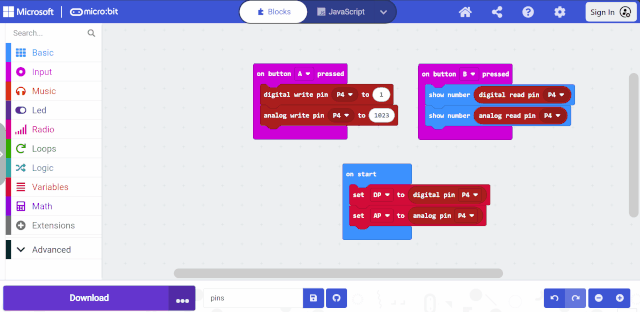 Microsoft micro:bit Blocks JavaScript Sign In
Search...
Basic
Input
Music
Led
Radio
Loops
Logic
Variables
Math
Extensions
Advanced
on button A pressed
digital write pin P4 to 1
analog write pin P4 to 1023
on button B pressed
show number digital read pin P4
show number analog read pin P4
on start
set DP to digital pin P4
set AP to analog pin P4
Download ... pins